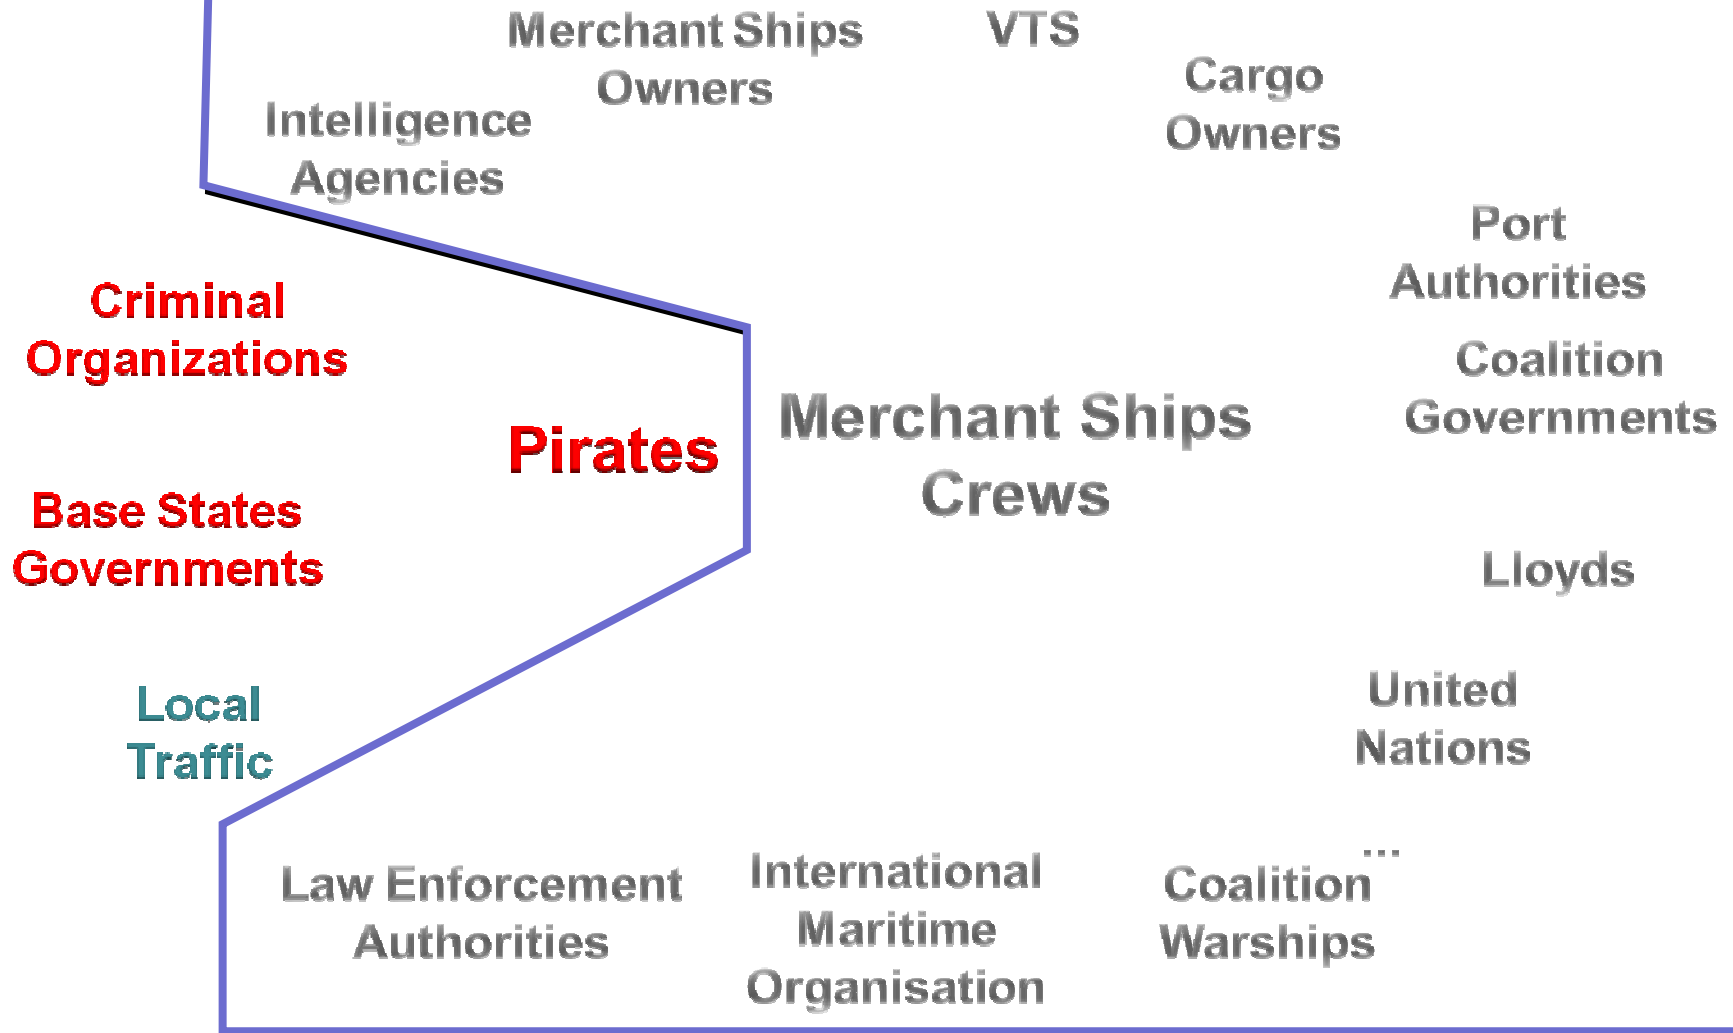 Merchant Ships
Owners
VTS
Cargo
Owners
Intelligence
Agencies
Port
Authorities
Criminal
Organizations
Coalition
Governments
Pirates
Merchant Ships
Crews
Base States
Governments
Lloyds
Local
Traffic
United
Nations
Law Enforcement
Authorities
International
Maritime
Organisation
...
Coalition
Warships